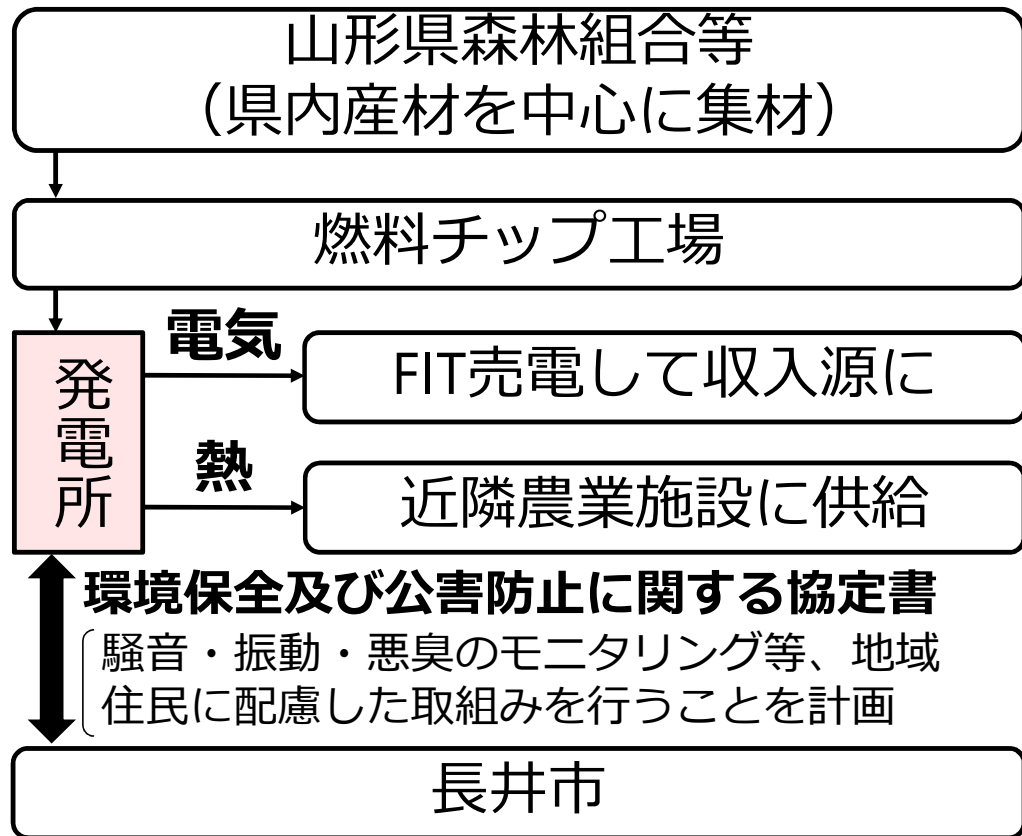 山形県森林組合等
（県内産材を中心に集材）
燃料チップ工場
発電所
電気
FIT売電して収入源に
熱
近隣農業施設に供給
環境保全及び公害防止に関する協定書
騒音・振動・悪臭のモニタリング等、地域
住民に配慮した取組みを行うことを計画
長井市